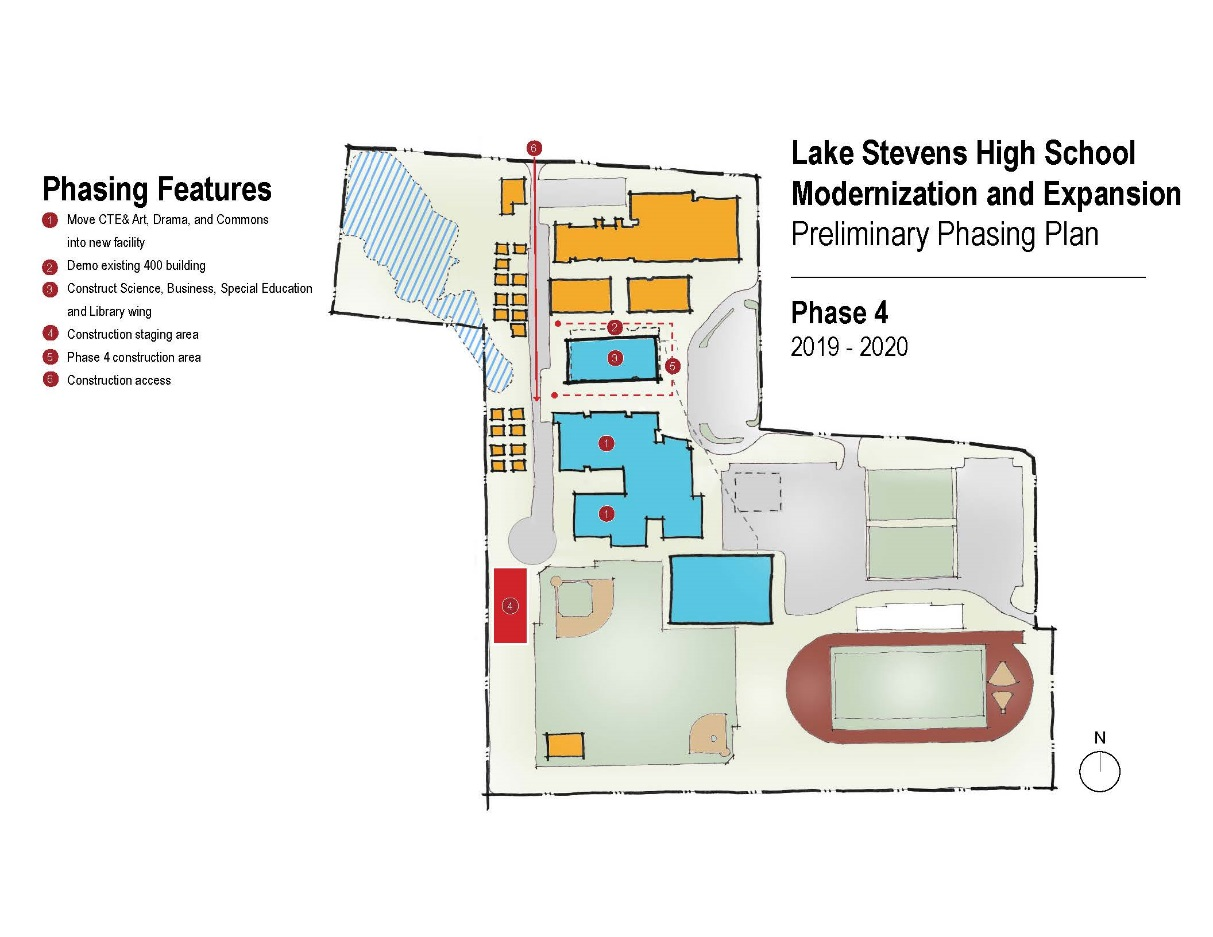 Lake Stevens High School
Modernization and Expansion
Preliminary Phasing Plan
Phase 4
2019 - 2020
Phasing Features
1 Move CTE& Art, Drama, and Commons
into new facility
2 Demo existing 400 building
3 Construct Science, Business, Special Education
and Library wing
4 Construction staging area
5 Phase 4 construction area
6 Construction access
6
2
3
5
1
1
4
N